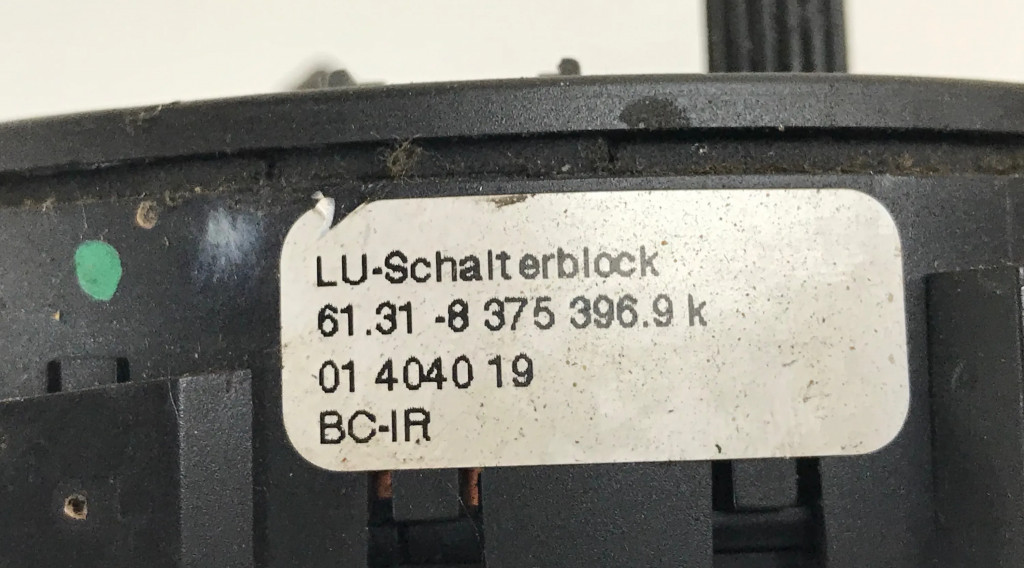 LU-Schalterblock
61.31 -8 375 396.9 k
01 4040 19
BC-IR